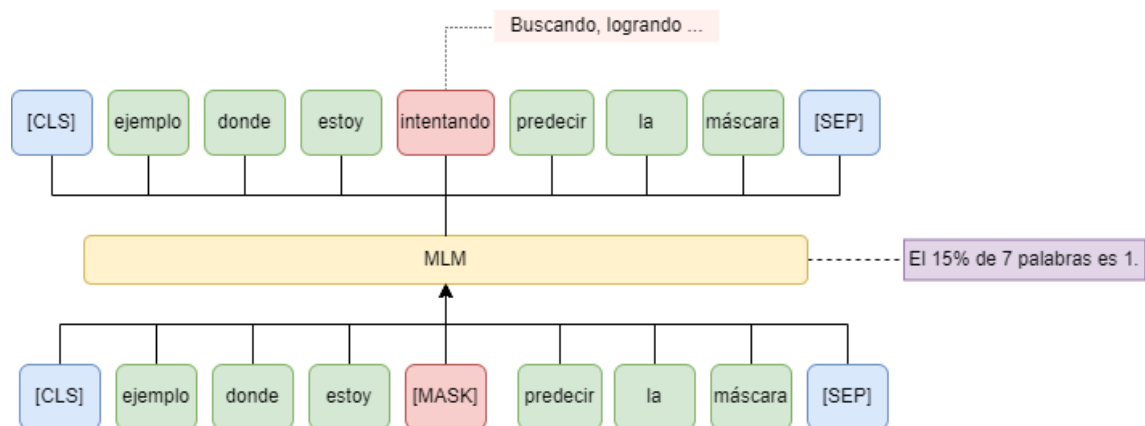 Buscando, logrando ...
[CLS] ejemplo donde estoy intentando predecir la máscara [SEP]
MLM
El 15% de 7 palabras es 1.
[CLS] ejemplo donde estoy [MASK] predecir la máscara [SEP]